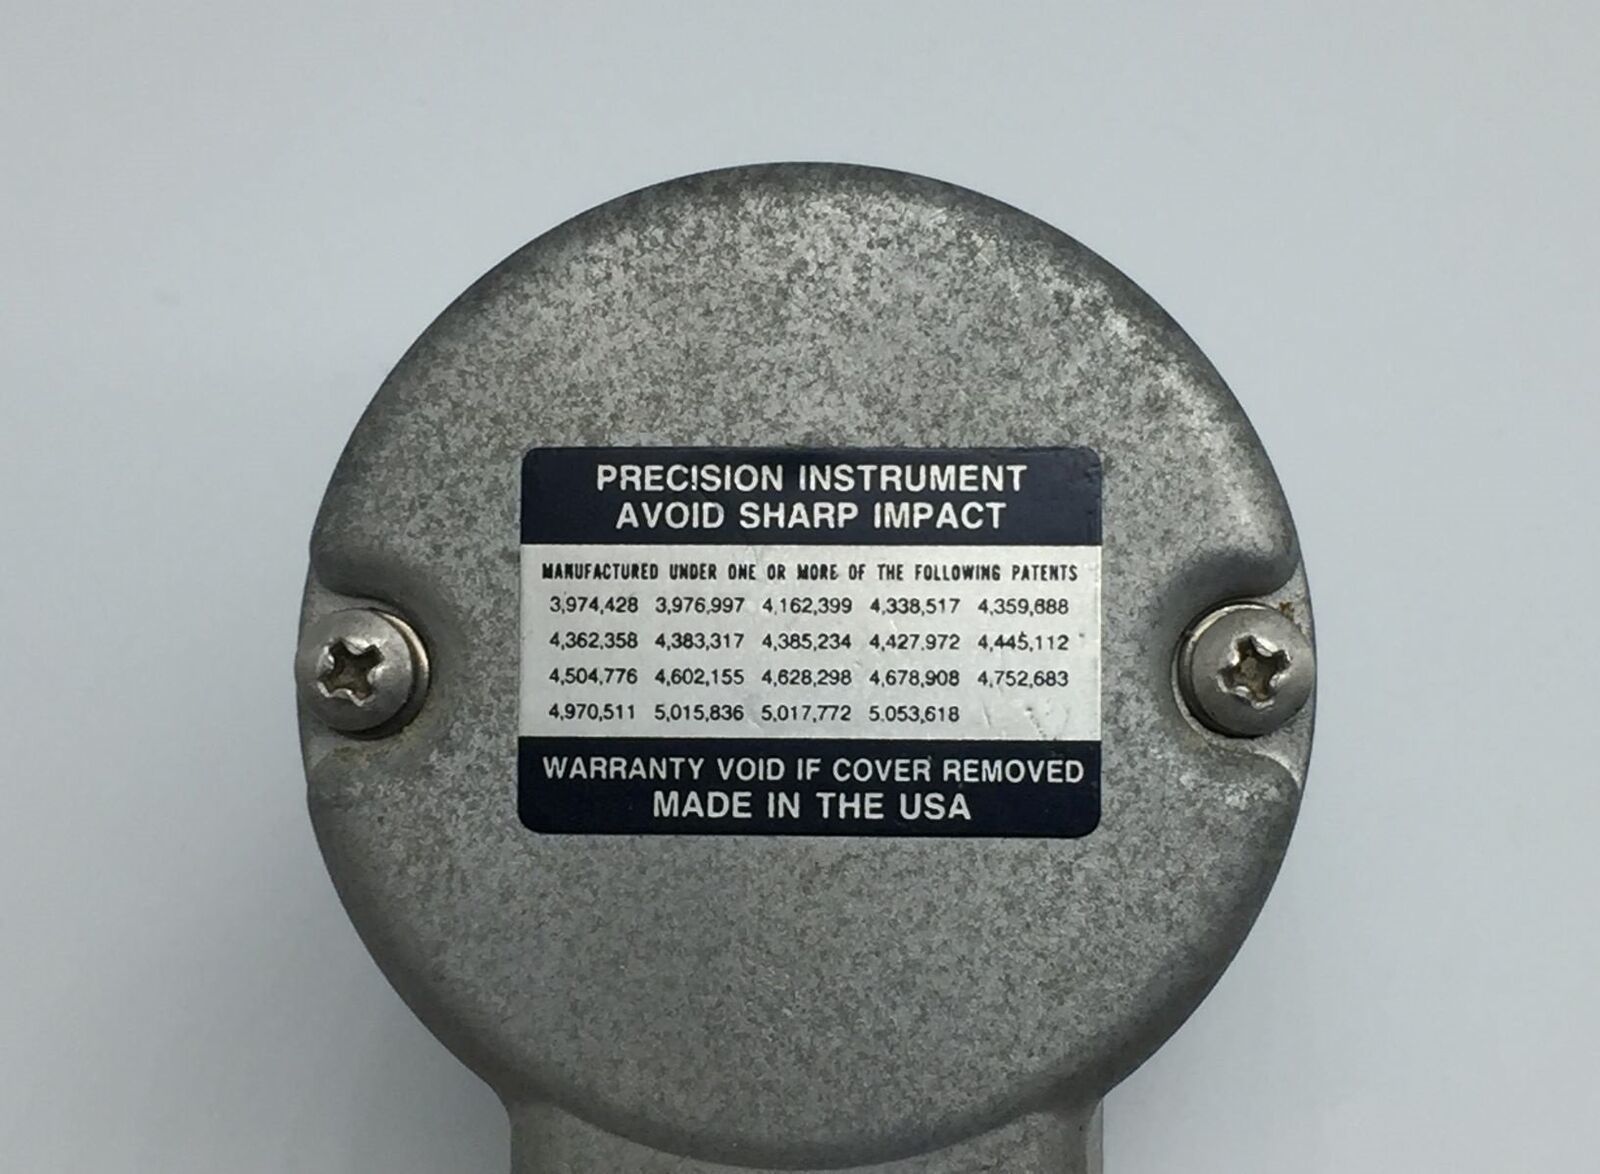 PRECISION INSTRUMENT
AVOID SHARP IMPACT
MANUFACTURED UNDER ONE OR MORE OF THE FOLLOWING PATENTS
3,974,428 3,976,997 4,162,399 4,338,517 4,359,688
4,362,358 4,383,317 4,385,234 4,427,972 4,445,112
4,504,776 4,602,155 4,628,298 4,678,908 4,752,683
4,970,511 5,015,836 5,017,772 5,053,618
WARRANTY VOID IF COVER REMOVED
MADE IN THE USA